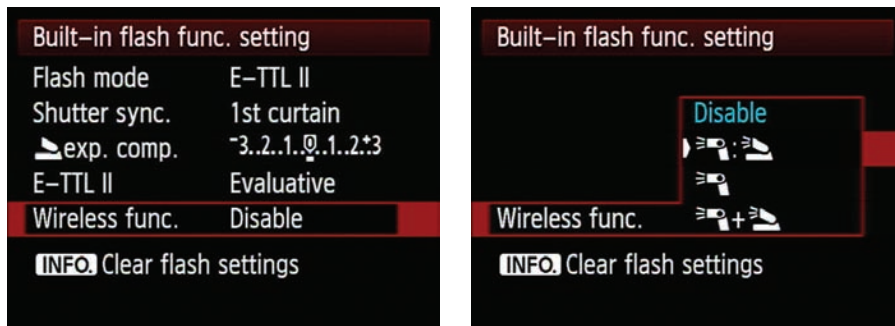 Built-in flash func. setting
Flash mode E-TTL II
Shutter sync. 1st curtain
exp. comp. -3..2..1..0..1..2..+3
E-TTL II Evaluative
Wireless func. Disable
INFO. Clear flash settings
Built-in flash func. setting
Disable
:
Wireless func. +
INFO. Clear flash settings